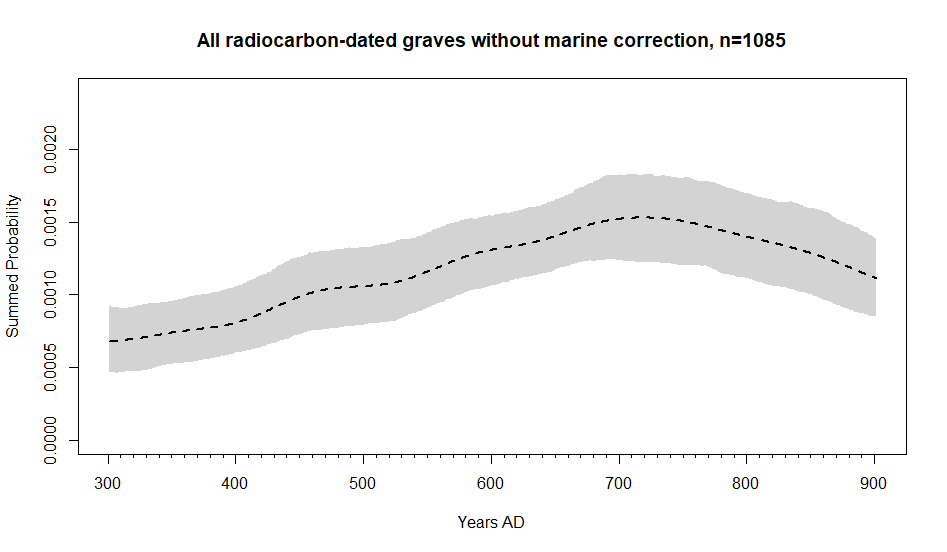 All radiocarbon-dated graves without marine correction, n=1085
Summed Probability
0.0020
0.0015
0.0010
0.0005
0.0000
300 400 500 600 700 800 900
Years AD